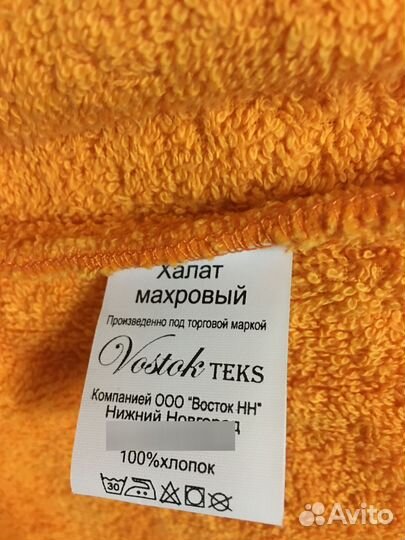 Халат
махровый
Произведенно под торговой маркой
Vostok TEKS
Компанией ООО "Восток НН"
Нижний Новгород
100%хлопок
30
Avito